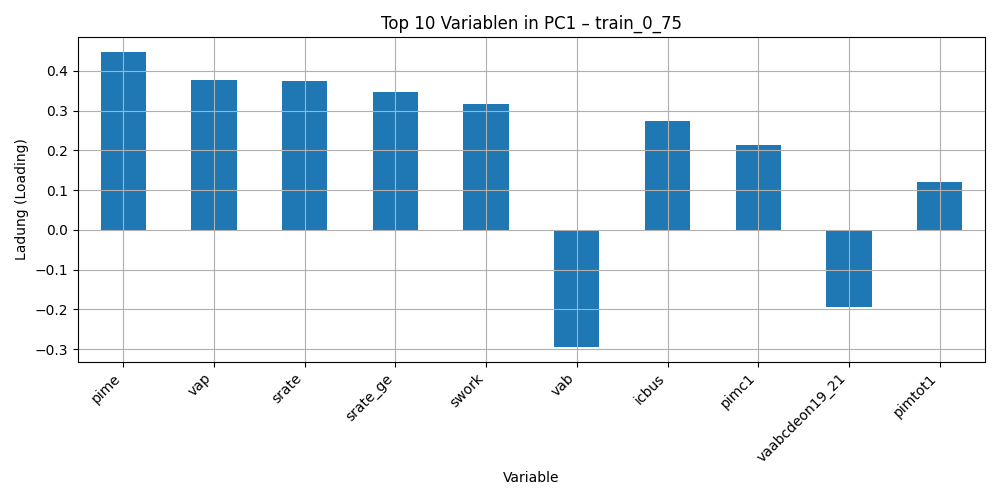 Top 10 Variablen in PC1 – train_0_75
Ladung (Loading)
0.4
0.3
0.2
0.1
0.0
−0.1
−0.2
−0.3
pime
vap
srate
srate_ge
swork
vab
icbus
pimc1
vaabcdeon19_21
pimtot1
Variable